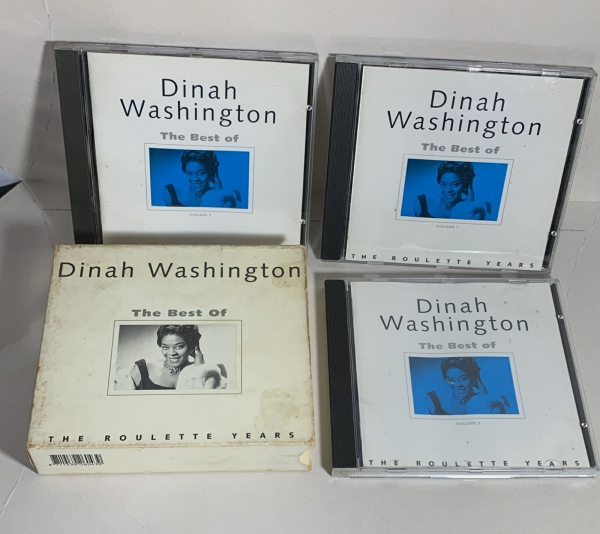 Dinah
Washington
The Best of
Dinah
Washington
The Best of
THE ROULETTE YEARS
Dinah Washington
The Best Of
THE ROULETTE YEARS
Dinah
Washington
The Best of
THE ROULETTE YEARS